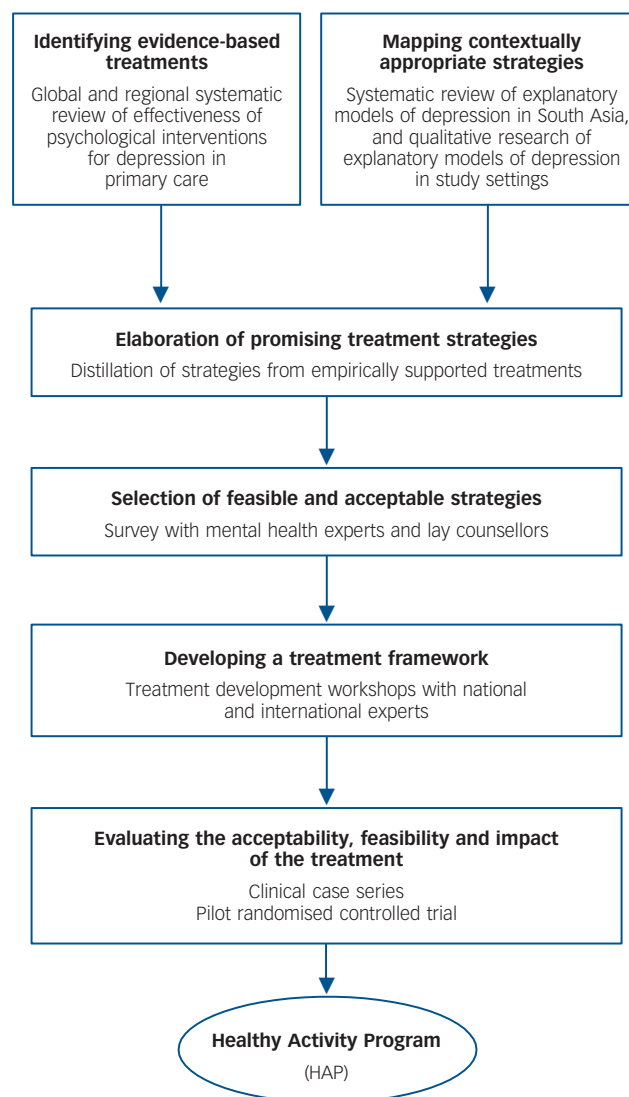 Identifying evidence-based
treatments
Global and regional systematic
review of effectiveness of
psychological interventions
for depression in
primary care
Mapping contextually
appropriate strategies
Systematic review of explanatory
models of depression in South Asia,
and qualitative research of
explanatory models of depression
in study settings
Elaboration of promising treatment strategies
Distillation of strategies from empirically supported treatments
Selection of feasible and acceptable strategies
Survey with mental health experts and lay counsellors
Developing a treatment framework
Treatment development workshops with national
and international experts
Evaluating the acceptability, feasibility and impact
of the treatment
Clinical case series
Pilot randomised controlled trial
Healthy Activity Program
(HAP)